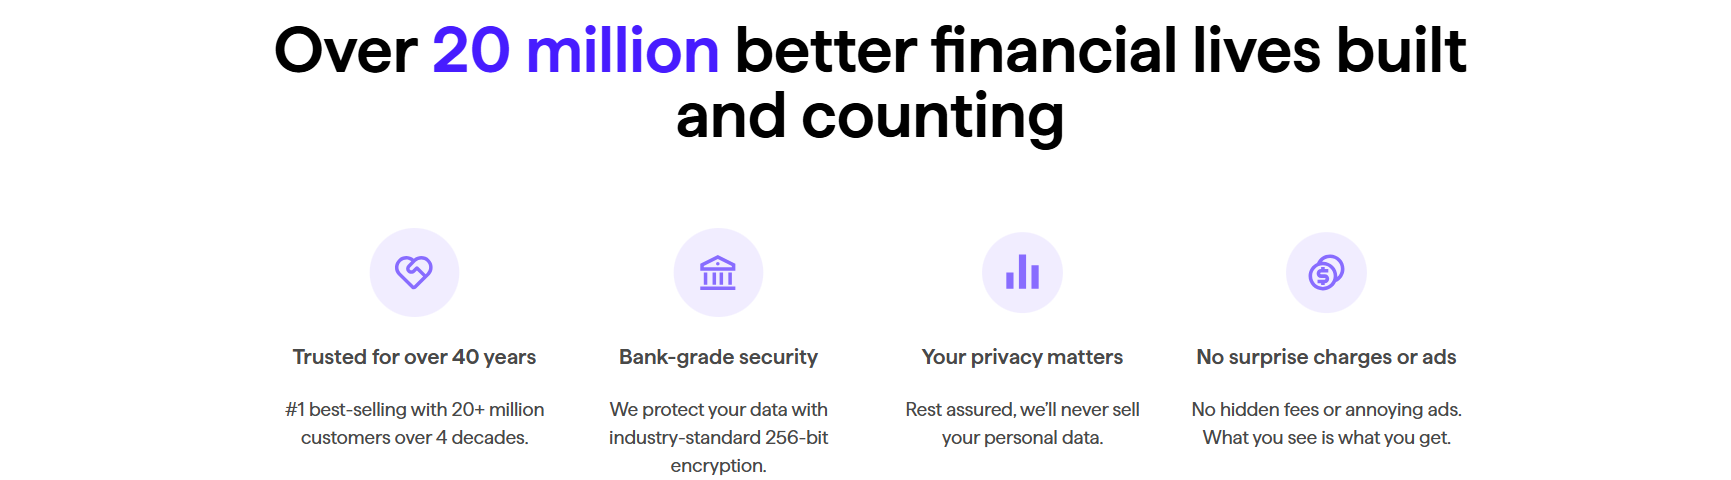 Over 20 million better financial lives built
and counting
Trusted for over 40 years
#1 best-selling with 20+ million
customers over 4 decades.
Bank-grade security
We protect your data with
industry-standard 256-bit
encryption.
Your privacy matters
Rest assured, we’ll never sell
your personal data.
No surprise charges or ads
No hidden fees or annoying ads.
What you see is what you get.